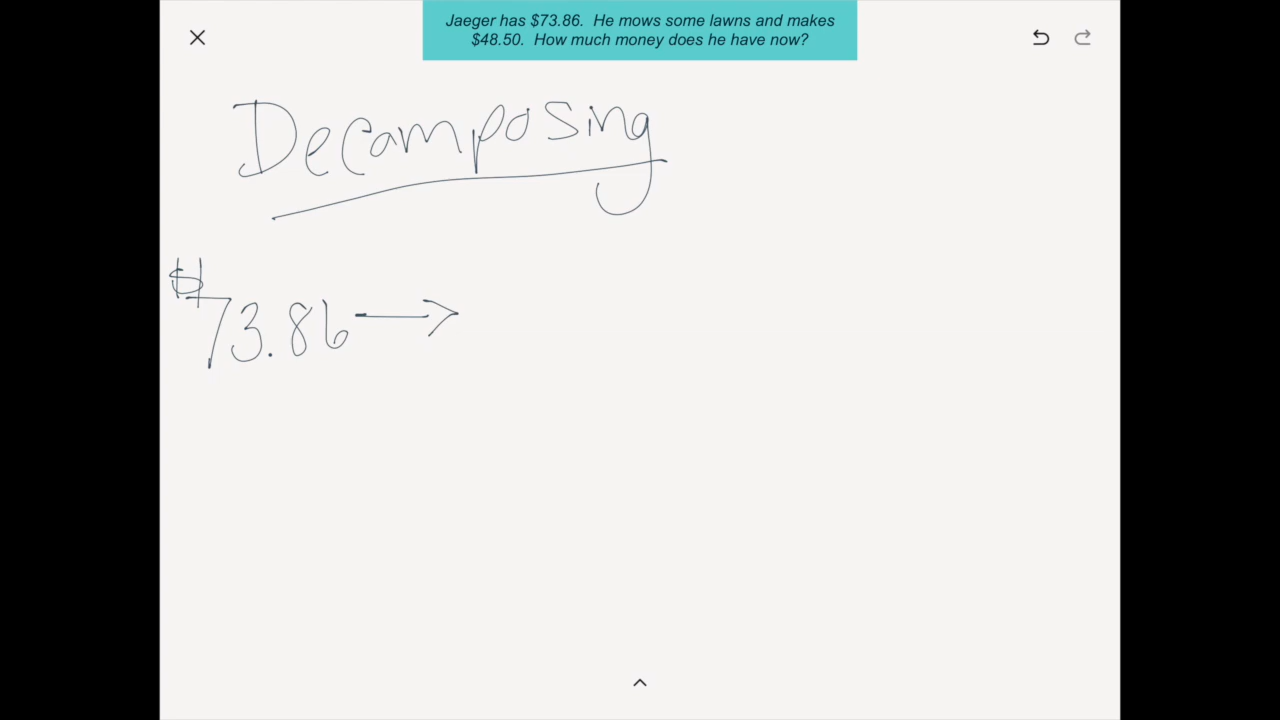 Jaeger has $73.86. He mows some lawns and makes
$48.50. How much money does he have now?
Decamposing
$73.86